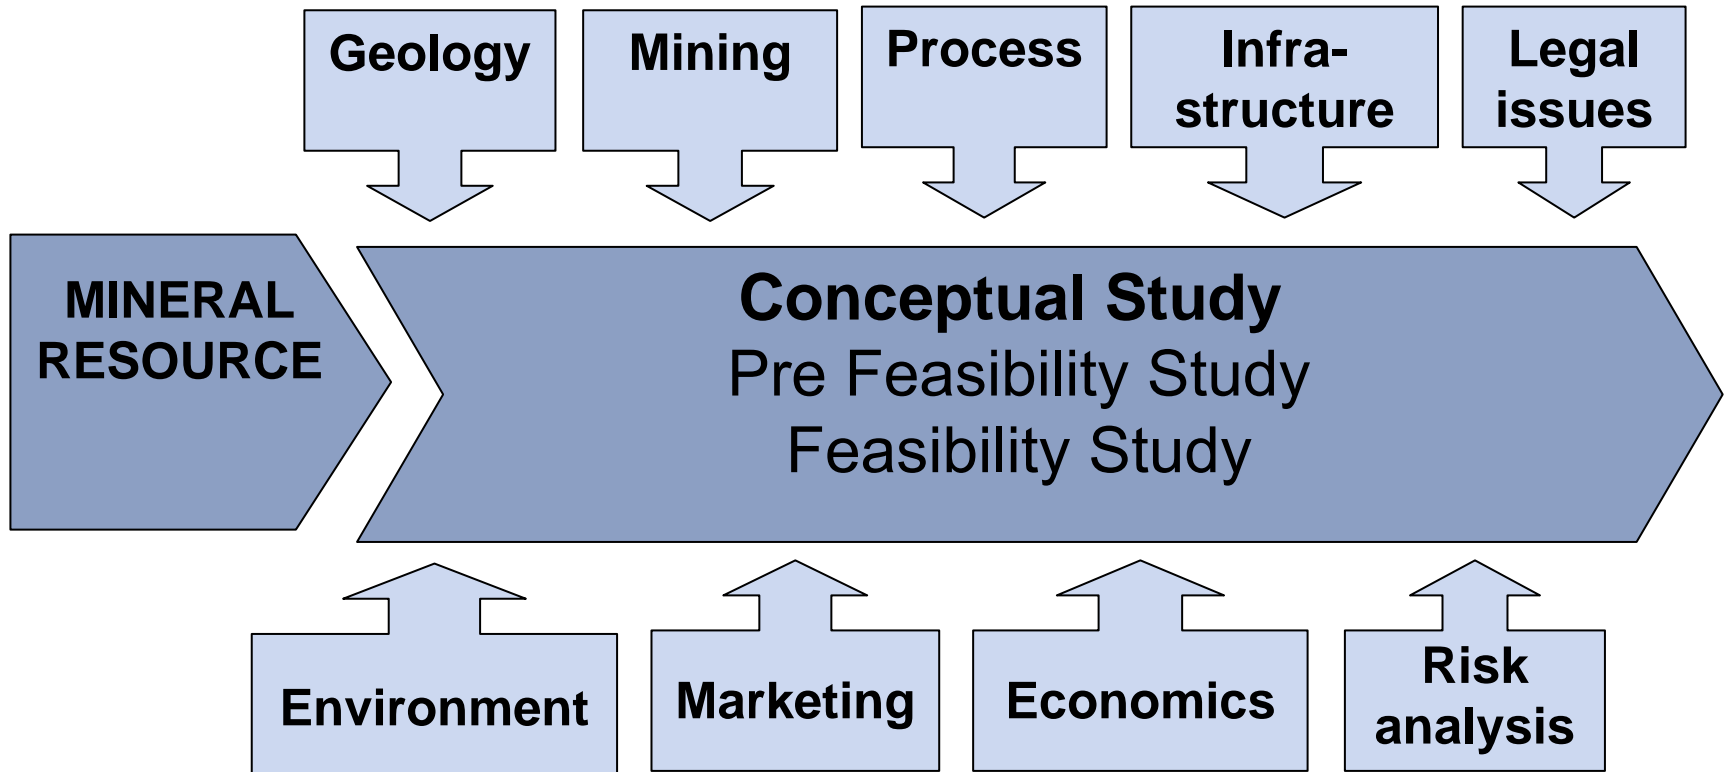 Geology
Mining
Process
Infra-
structure
Legal
issues
MINERAL
RESOURCE
Conceptual Study
Pre Feasibility Study
Feasibility Study
Environment
Marketing
Economics
Risk
analysis